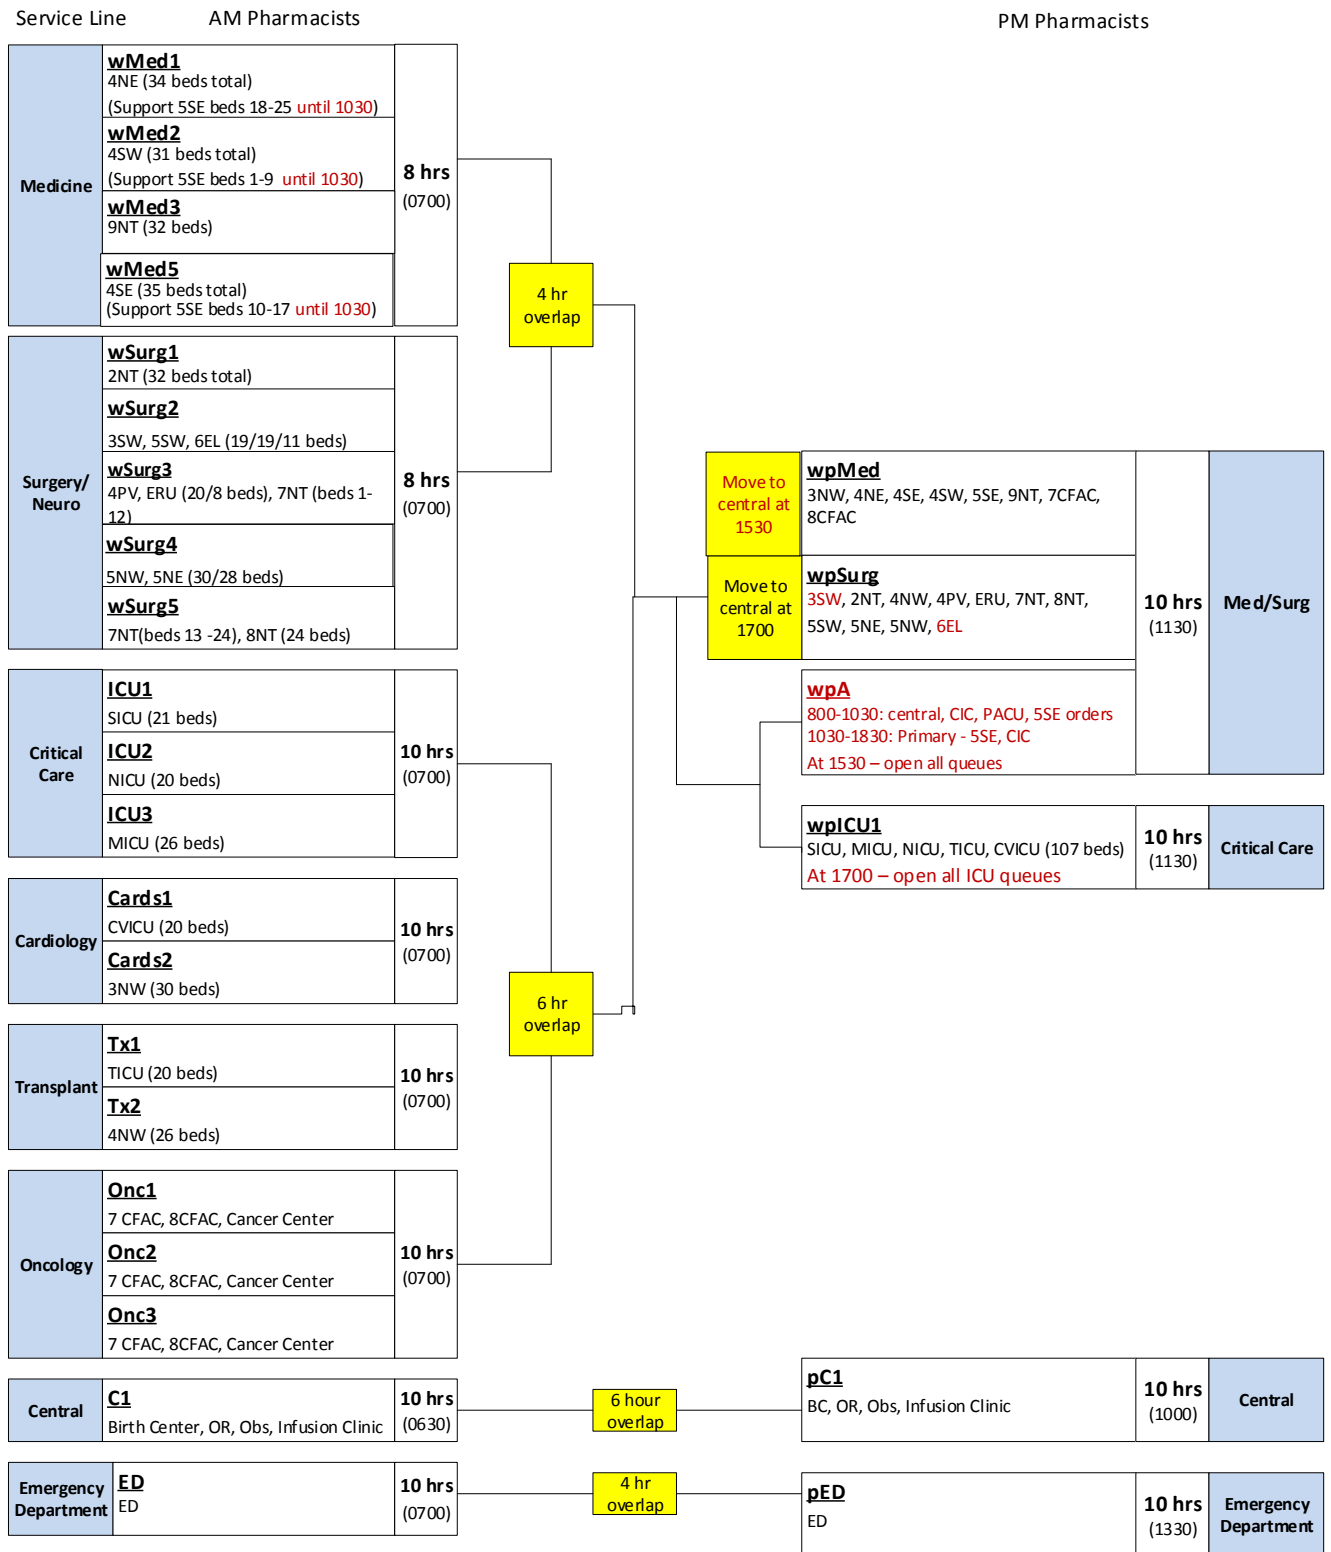 Service Line
AM Pharmacists
PM Pharmacists
Medicine
wMed1
4NE (34 beds total)
(Support 5SE beds 18-25 until 1030)
wMed2
4SW (31 beds total)
(Support 5SE beds 1-9  until 1030)
wMed3
9NT (32 beds)
wMed5
4SE (35 beds total)
(Support 5SE beds 10-17 until 1030)
8 hrs
(0700)
4 hr
overlap
Surgery/
Neuro
wSurg1
2NT (32 beds total)
wSurg2
3SW, 5SW, 6EL (19/19/11 beds)
wSurg3
4PV, ERU (20/8 beds), 7NT (beds 1-
12)
wSurg4
5NW, 5NE (30/28 beds)
wSurg5
7NT(beds 13 -24), 8NT (24 beds)
8 hrs
(0700)
Critical
Care
ICU1
SICU (21 beds)
ICU2
NICU (20 beds)
ICU3
MICU (26 beds)
10 hrs
(0700)
Cardiology
Cards1
CVICU (20 beds)
Cards2
3NW (30 beds)
10 hrs
(0700)
6 hr
overlap
Transplant
Tx1
TICU (20 beds)
Tx2
4NW (26 beds)
10 hrs
(0700)
Oncology
Onc1
7 CFAC, 8CFAC, Cancer Center
Onc2
7 CFAC, 8CFAC, Cancer Center
Onc3
7 CFAC, 8CFAC, Cancer Center
10 hrs
(0700)
Move to
central at
1530
wpMed
3NW, 4NE, 4SE, 4SW, 5SE, 9NT, 7CFAC,
8CFAC
Move to
central at
1700
wpSurg
3SW, 2NT, 4NW, 4PV, ERU, 7NT, 8NT,
5SW, 5NE, 5NW, 6EL
wpA
800-1030: central, CIC, PACU, 5SE orders
1030-1830: Primary - 5SE, CIC
At 1530 – open all queues
10 hrs
(1130)
Med/Surg
wpICU1
SICU, MICU, NICU, TICU, CVICU (107 beds)
At 1700 – open all ICU queues
10 hrs
(1130)
Critical Care
Central
C1
Birth Center, OR, Obs, Infusion Clinic
10 hrs
(0630)
6 hour
overlap
pC1
BC, OR, Obs, Infusion Clinic
10 hrs
(1000)
Central
Emergency
Department
ED
ED
10 hrs
(0700)
4 hr
overlap
pED
ED
10 hrs
(1330)
Emergency
Department